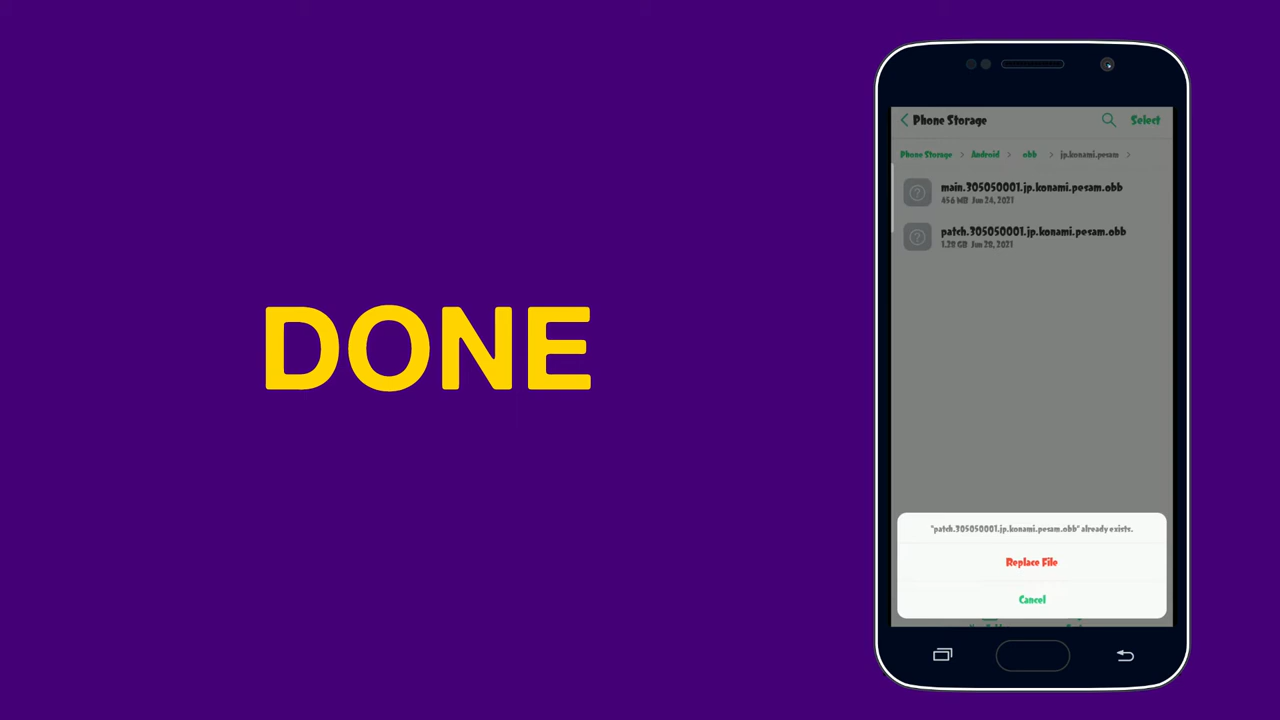 DONE
Phone Storage Select
Phone Storage > Android > obb > jp.konami.pesam >
main.305050001.jp.konami.pesam.obb
456 MB Jun 24, 2021
patch.305050001.jp.konami.pesam.obb
1.28 GB Jun 28, 2021
"patch.305050001.jp.konami.pesam.obb" already exists.
Replace File
Cancel